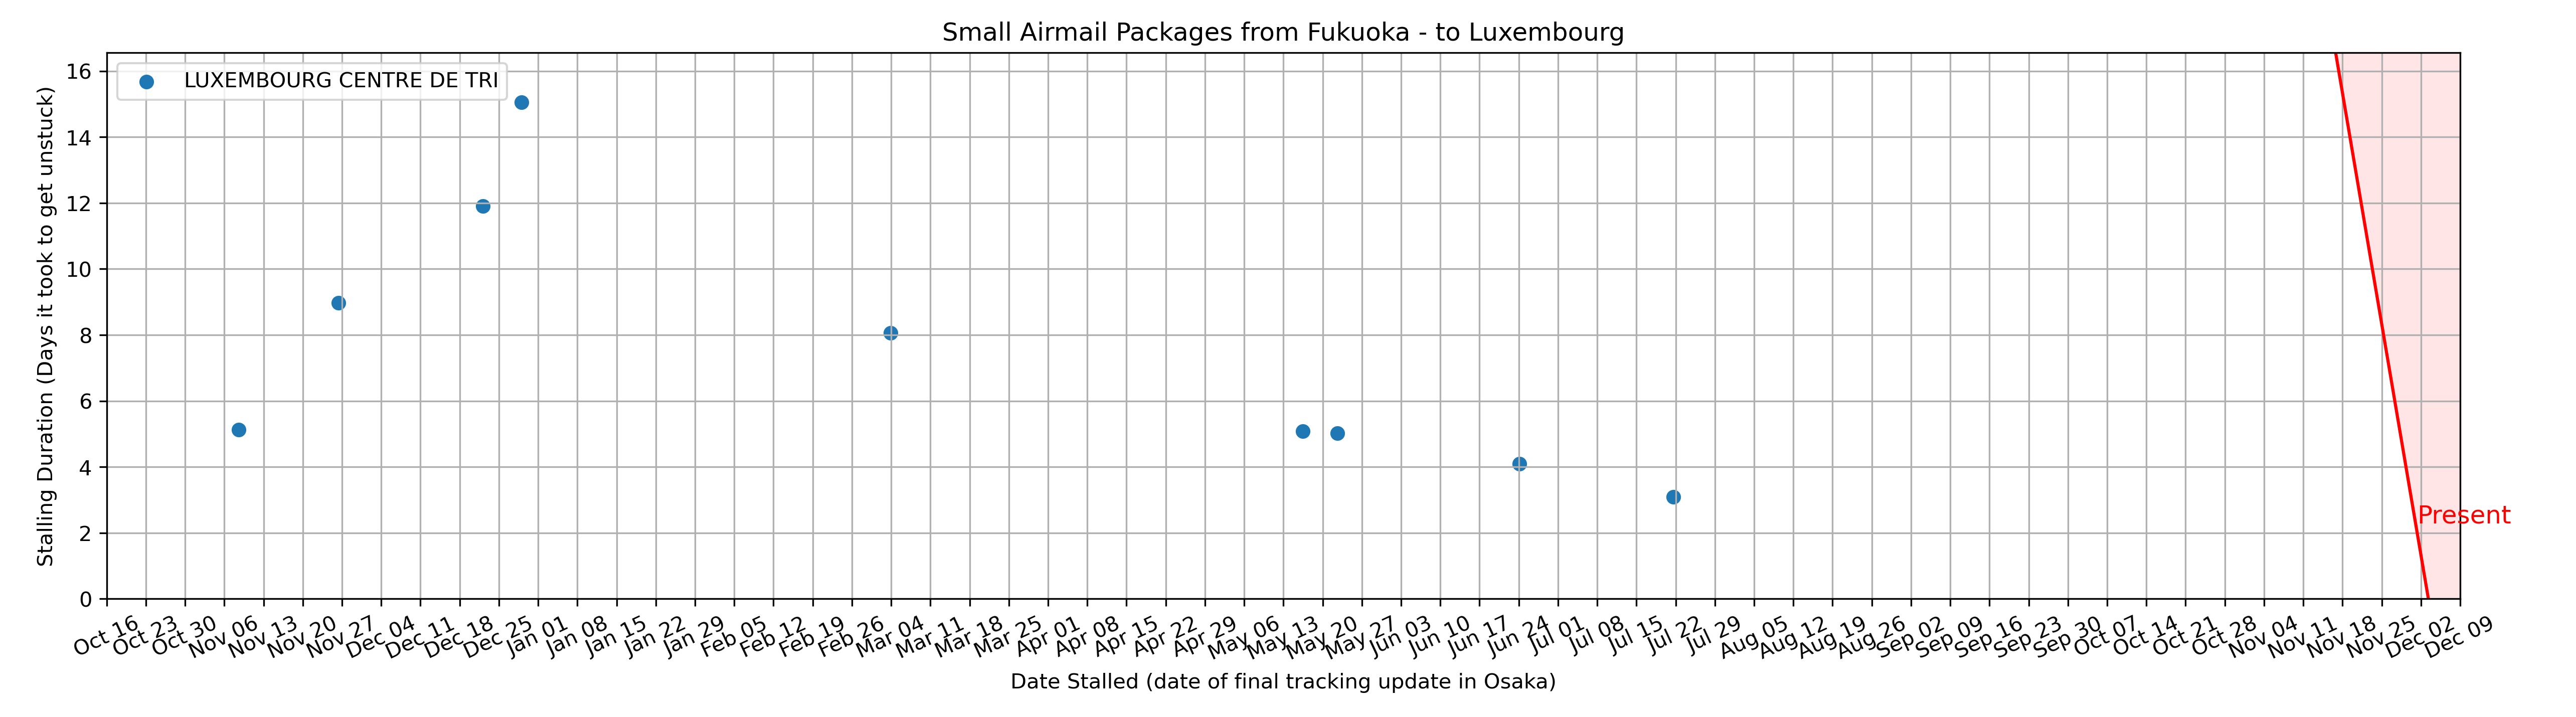 Small Airmail Packages from Fukuoka - to Luxembourg
LUXEMBOURG CENTRE DE TRI
Stalling Duration (Days it took to get unstuck)
16
14
12
10
8
6
4
2
0
Present
Oct 16
Oct 23
Oct 30
Nov 06
Nov 13
Nov 20
Nov 27
Dec 04
Dec 11
Dec 18
Dec 25
Jan 01
Jan 08
Jan 15
Jan 22
Jan 29
Feb 05
Feb 12
Feb 19
Feb 26
Mar 04
Mar 11
Mar 18
Mar 25
Apr 01
Apr 08
Apr 15
Apr 22
Apr 29
May 06
May 13
May 20
May 27
Jun 03
Jun 10
Jun 17
Jun 24
Jul 01
Jul 08
Jul 15
Jul 22
Jul 29
Aug 05
Aug 12
Aug 19
Aug 26
Sep 02
Sep 09
Sep 16
Sep 23
Sep 30
Oct 07
Oct 14
Oct 21
Oct 28
Nov 04
Nov 11
Nov 18
Nov 25
Dec 02
Dec 09
Date Stalled (date of final tracking update in Osaka)